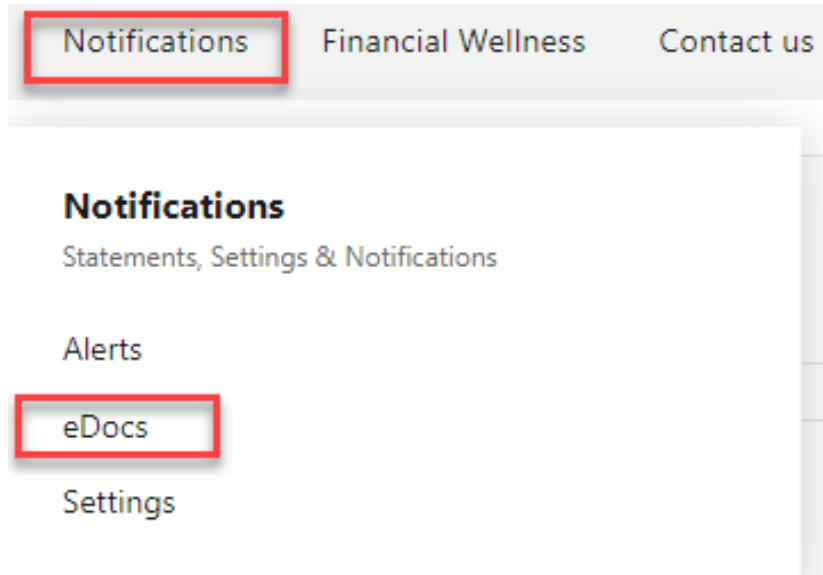 Notifications Financial Wellness Contact us
Notifications
Statements, Settings & Notifications
Alerts
eDocs
Settings